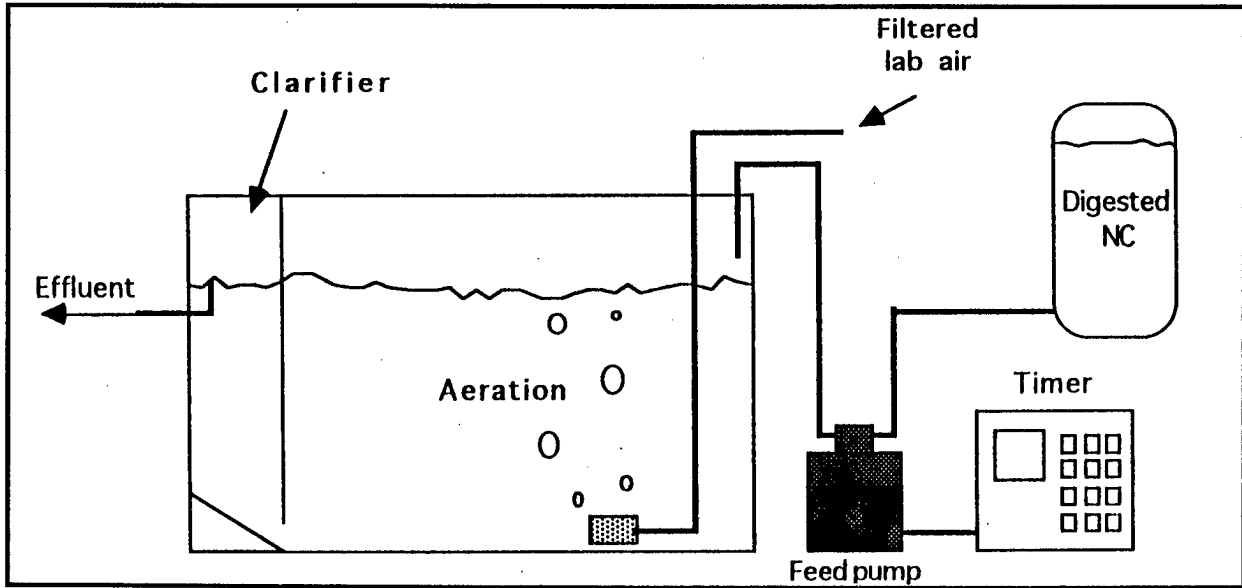 Filtered
lab air
Clarifier
Digested
NC
Effluent
Aeration
Timer
Feed pump